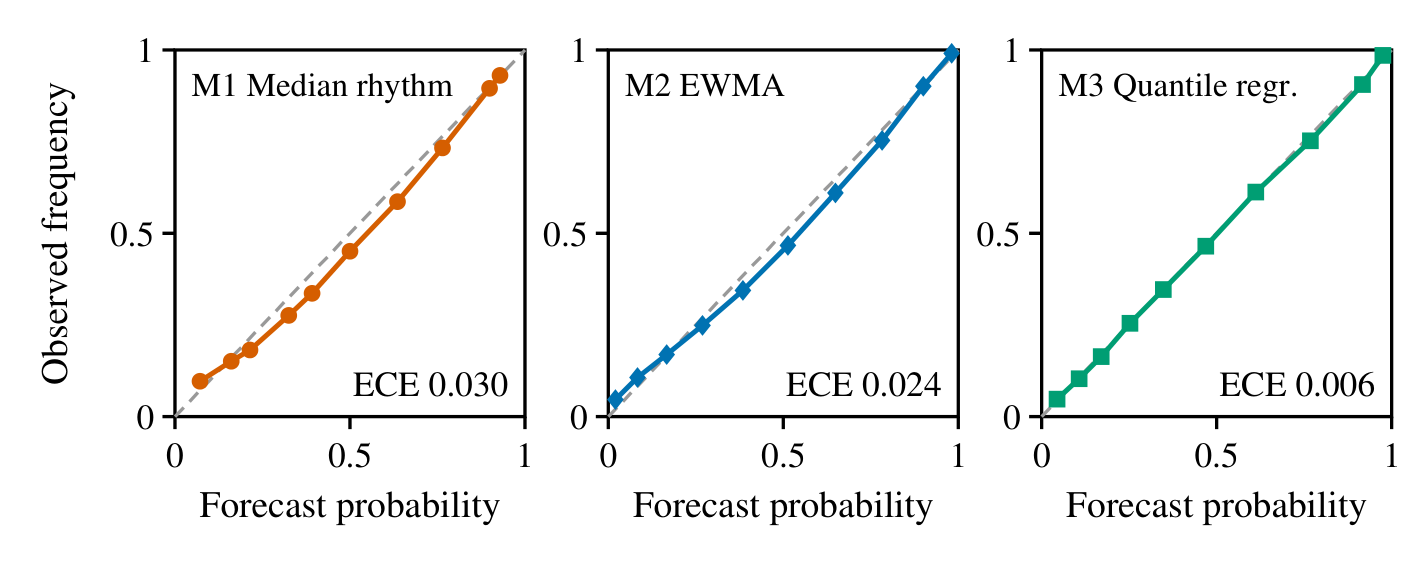 Observed frequency
M1 Median rhythm
1
0.5
0
ECE 0.030
0 0.5 1
Forecast probability
M2 EWMA
1
0.5
0
ECE 0.024
0 0.5 1
Forecast probability
M3 Quantile regr.
1
0.5
0
ECE 0.006
0 0.5 1
Forecast probability